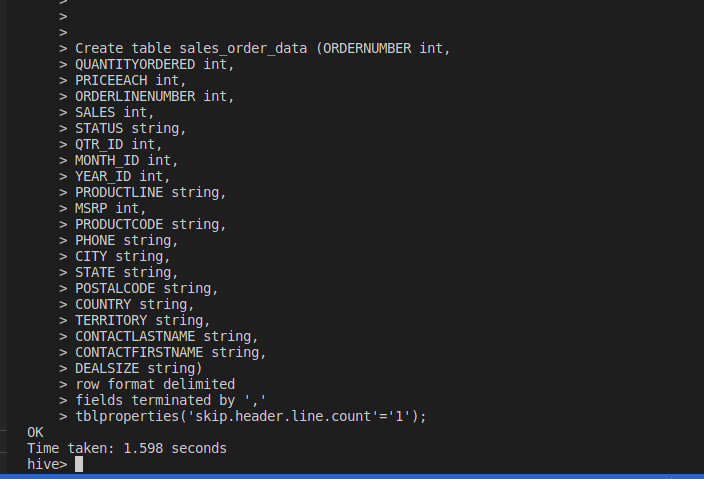 >
>
>
> Create table sales_order_data (ORDERNUMBER int,
> QUANTITYORDERED int,
> PRICEEACH int,
> ORDERLINENUMBER int,
> SALES int,
> STATUS string,
> QTR_ID int,
> MONTH_ID int,
> YEAR_ID int,
> PRODUCTLINE string,
> MSRP int,
> PRODUCTCODE string,
> PHONE string,
> CITY string,
> STATE string,
> POSTALCODE string,
> COUNTRY string,
> TERRITORY string,
> CONTACTLASTNAME string,
> CONTACTFIRSTNAME string,
> DEALSIZE string)
> row format delimited
> fields terminated by ','
> tblproperties('skip.header.line.count'='1');
OK
Time taken: 1.598 seconds
hive>